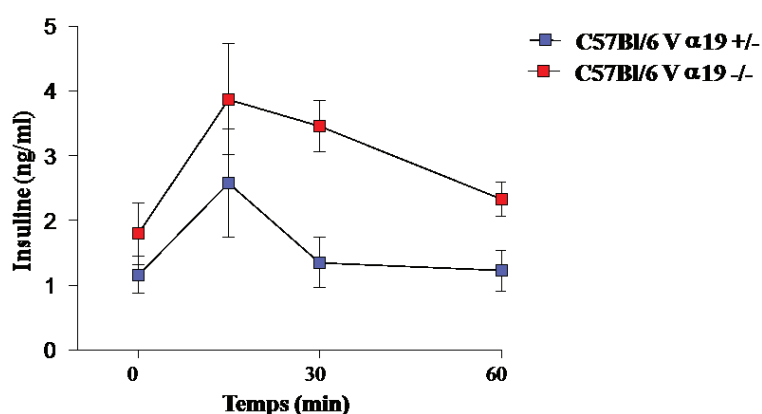 5
4
3
2
1
0
Insuline (ng/ml)
0 30 60
Temps (min)
C57Bl/6 V α19 +/-
C57Bl/6 V α19 -/-